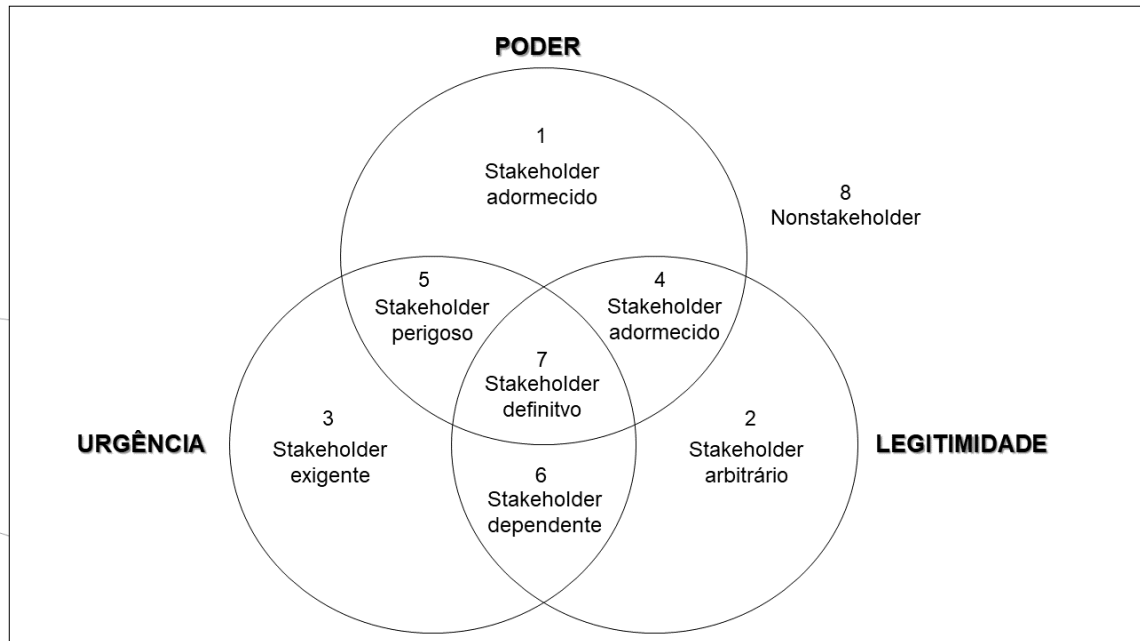 PODER
1
Stakeholder
adormecido
8
Nonstakeholder
5
Stakeholder
perigoso
4
Stakeholder
adormecido
7
Stakeholder
definitvo
URGÊNCIA
3
Stakeholder
exigente
2
Stakeholder
arbitrário
LEGITIMIDADE
6
Stakeholder
dependente